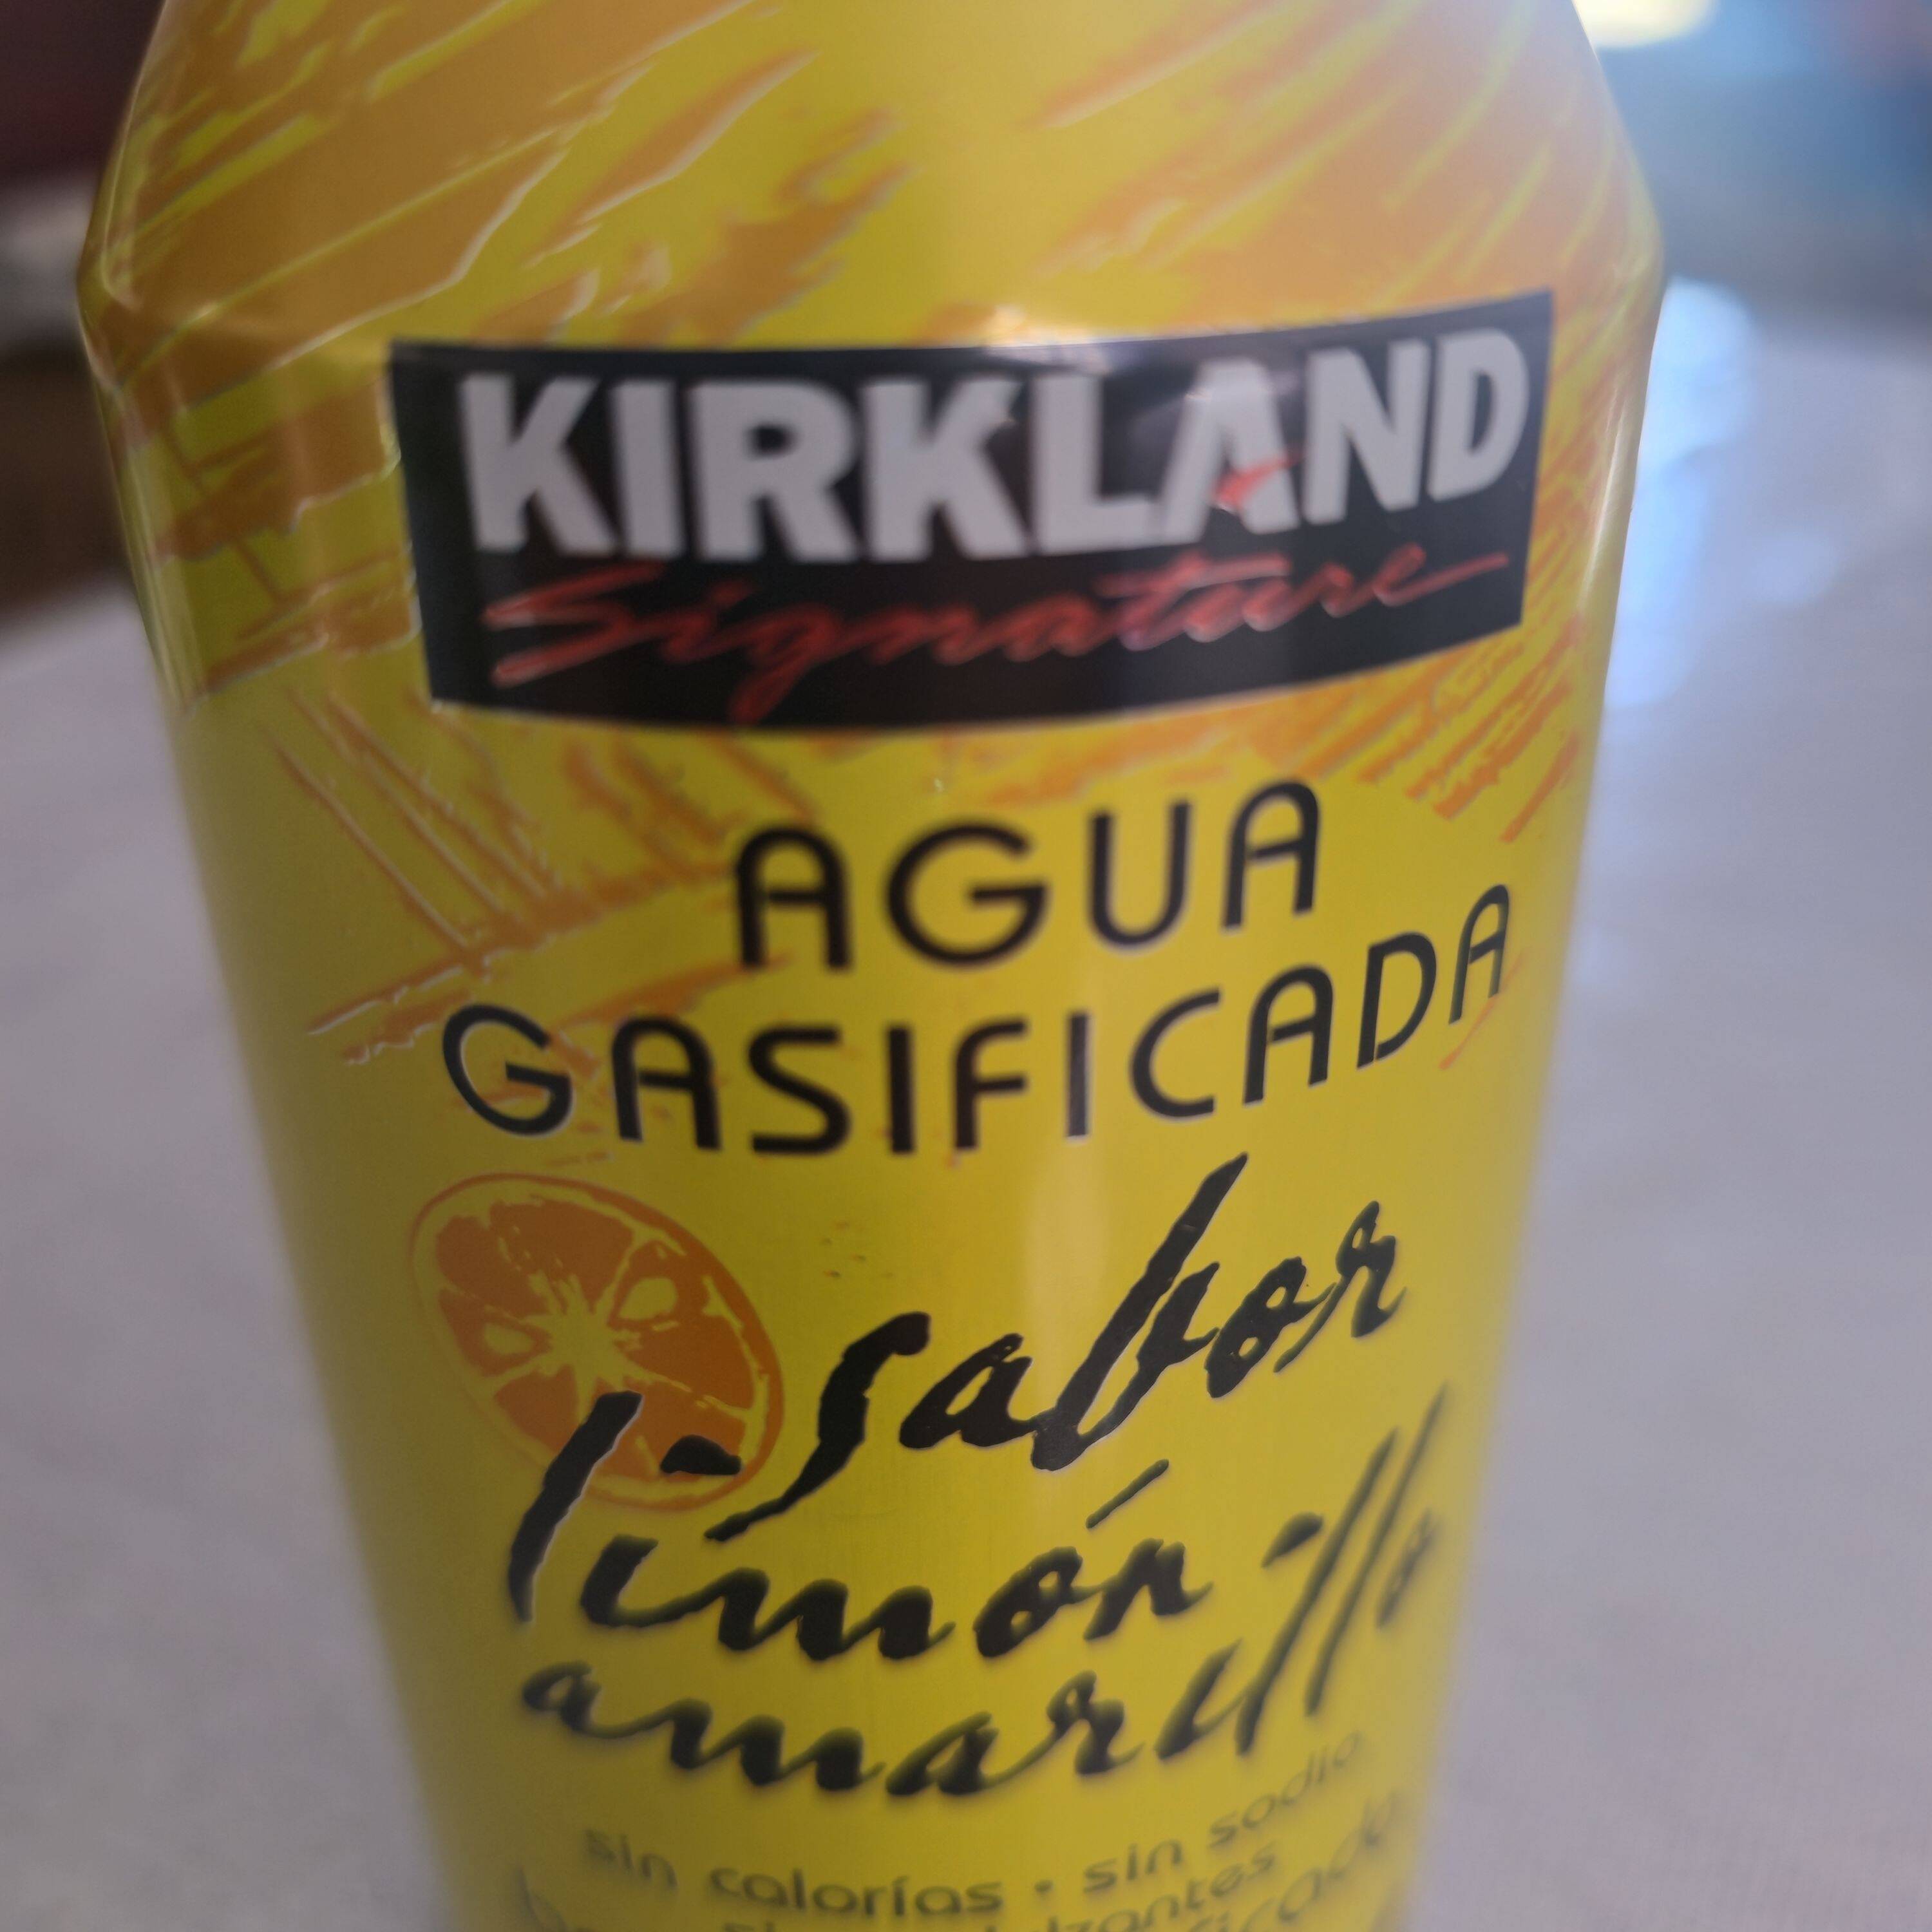 KIRKLAND
Signature
AGUA
GASIFICADA
sabor
limón
amarillo
sin calorías • sin sodio